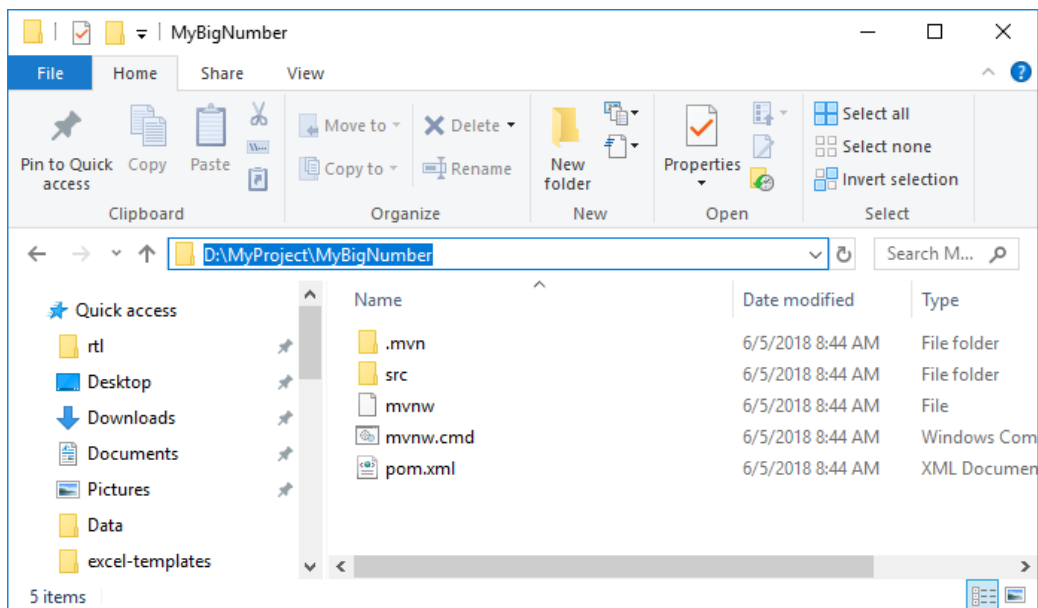 MyBigNumber
File Home Share View
Pin to Quick access
Copy
Paste
Clipboard
Move to
Copy to
Delete
Rename
Organize
New folder
New
Properties
Open
Select all
Select none
Invert selection
Select
D:\MyProject\MyBigNumber
Search M...
Quick access
rtl
Desktop
Downloads
Documents
Pictures
Data
excel-templates
Name Date modified Type
.mvn 6/5/2018 8:44 AM File folder
src 6/5/2018 8:44 AM File folder
mvnw 6/5/2018 8:44 AM File
mvnw.cmd 6/5/2018 8:44 AM Windows Com
pom.xml 6/5/2018 8:44 AM XML Documen
5 items